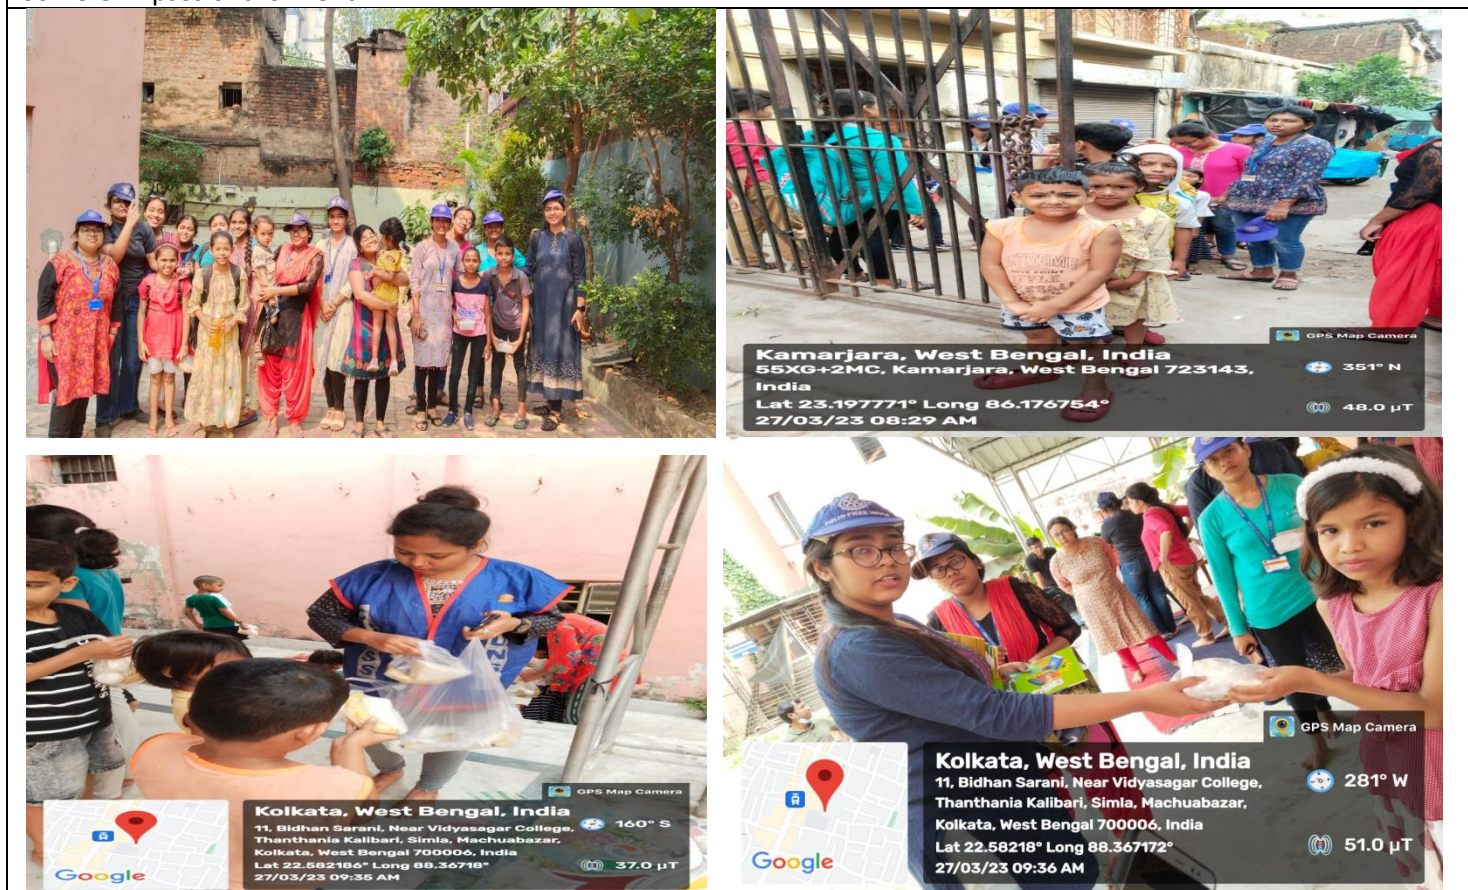 GPS Map Camera
Kamarjara, West Bengal, India
55XG+2MC, Kamarjara, West Bengal 723143,
India
Lat 23.197771° Long 86.176754°
27/03/23 08:29 AM
351° N
48.0 µT
GPS Map Camera
Kolkata, West Bengal, India
11, Bidhan Sarani, Near Vidyasagar College,
Thanthania Kalibari, Simla, Machuabazar,
Kolkata, West Bengal 700006, India
Lat 22.582186° Long 88.36718°
27/03/23 09:35 AM
160° S
37.0 µT
Google
POLIO FREE INDIA
GPS Map Camera
Kolkata, West Bengal, India
11, Bidhan Sarani, Near Vidyasagar College,
Thanthania Kalibari, Simla, Machuabazar,
Kolkata, West Bengal 700006, India
Lat 22.58218° Long 88.367172°
27/03/23 09:36 AM
281° W
51.0 µT
Google